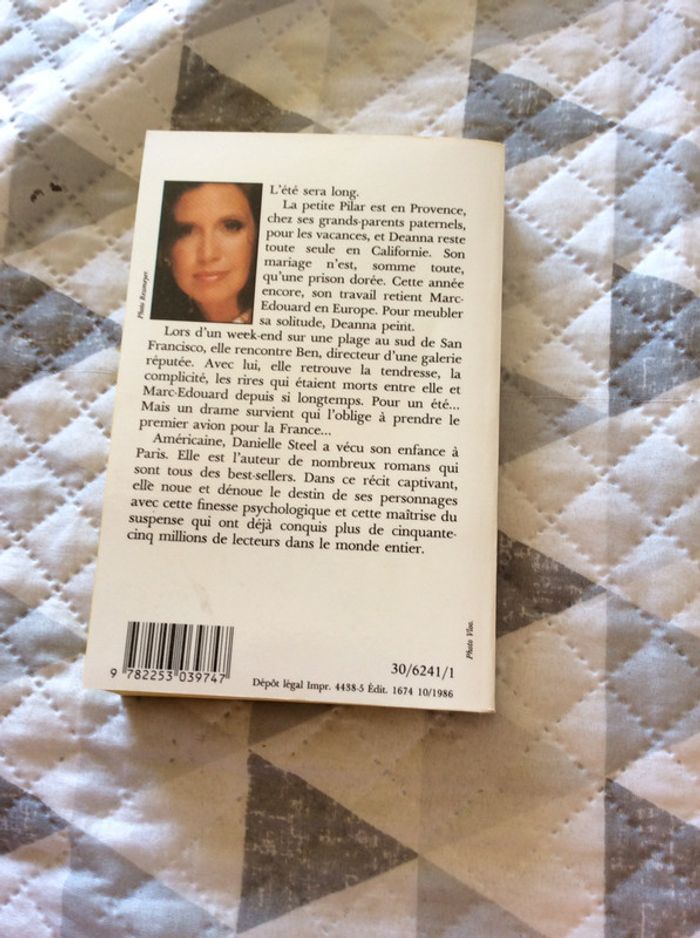 L'été sera long.
La petite Pilar est en Provence,
chez ses grands-parents paternels,
pour les vacances, et Deanna reste
toute seule en Californie. Son
mariage n'est, somme toute,
qu'une prison dorée. Cette année
encore, son travail retient Marc-
Edouard en Europe. Pour meubler
sa solitude, Deanna peint.
Lors d'un week-end sur une plage au sud de San
Francisco, elle rencontre Ben, directeur d'une galerie
réputée. Avec lui, elle retrouve la tendresse, la
complicité, les rires qui étaient morts entre elle et
Marc-Edouard depuis si longtemps. Pour un été...
Mais un drame survient qui l'oblige à prendre le
premier avion pour la France...
Américaine, Danielle Steel a vécu son enfance à
Paris. Elle est l'auteur de nombreux romans qui
sont tous des best-sellers. Dans ce récit captivant,
elle noue et dénoue le destin de ses personnages
avec cette finesse psychologique et cette maîtrise du
suspense qui ont déjà conquis plus de cinquante-
cinq millions de lecteurs dans le monde entier.
Photo Vloo.
30/6241/1
9 782253 039747
Dépôt légal Impr. 4438-5 Édit. 1674 10/1986